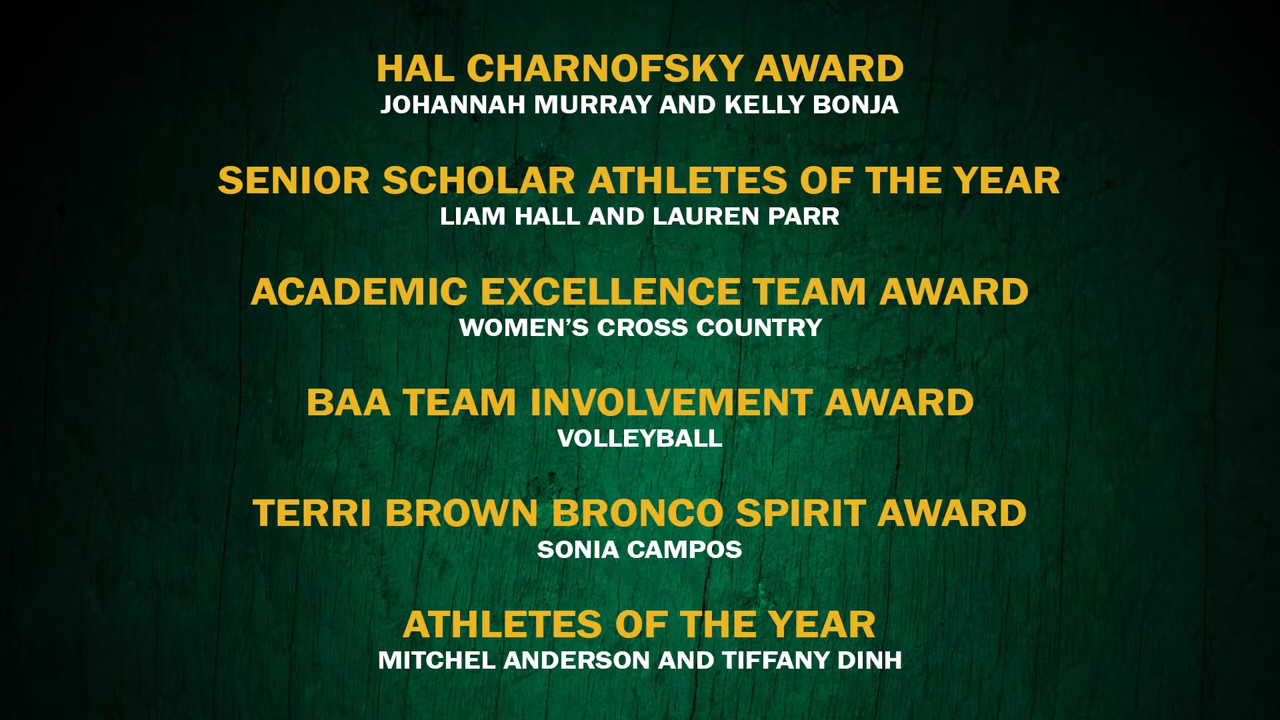 HAL CHARNOFSKY AWARD
JOHANNAH MURRAY AND KELLY BONJA
SENIOR SCHOLAR ATHLETES OF THE YEAR
LIAM HALL AND LAUREN PARR
ACADEMIC EXCELLENCE TEAM AWARD
WOMEN’S CROSS COUNTRY
BAA TEAM INVOLVEMENT AWARD
VOLLEYBALL
TERRI BROWN BRONCO SPIRIT AWARD
SONIA CAMPOS
ATHLETES OF THE YEAR
MITCHEL ANDERSON AND TIFFANY DINH